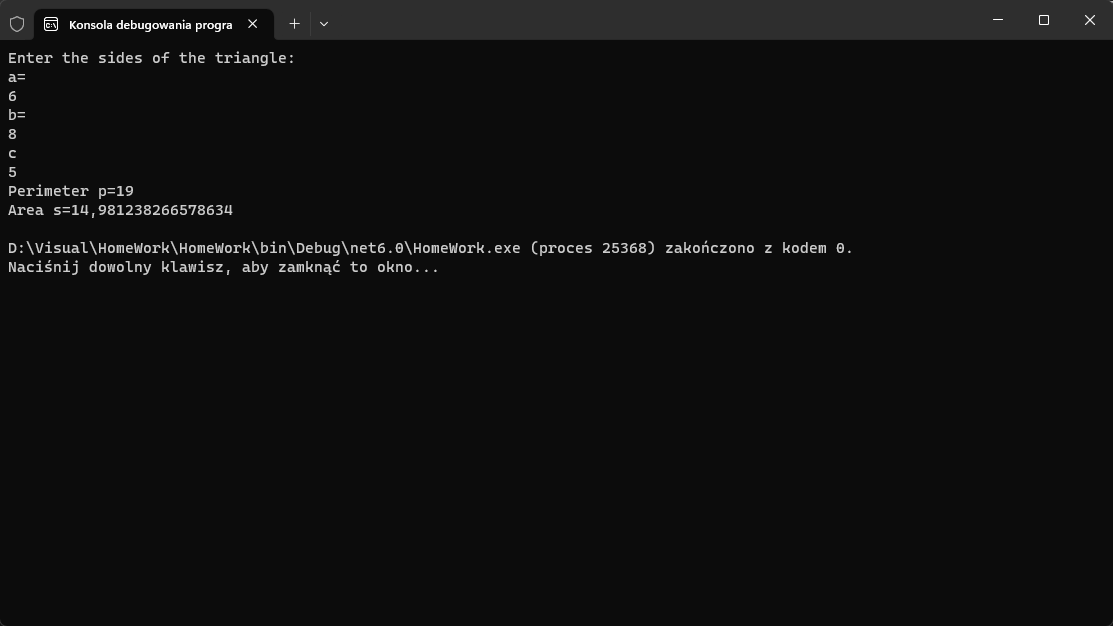 Konsola debugowania progra
Enter the sides of the triangle:
a=
6
b=
8
c
5
Perimeter p=19
Area s=14,981238266578634
D:\Visual\HomeWork\HomeWork\bin\Debug\net6.0\HomeWork.exe (proces 25368) zakończono z kodem 0.
Naciśnij dowolny klawisz, aby zamknąć to okno...